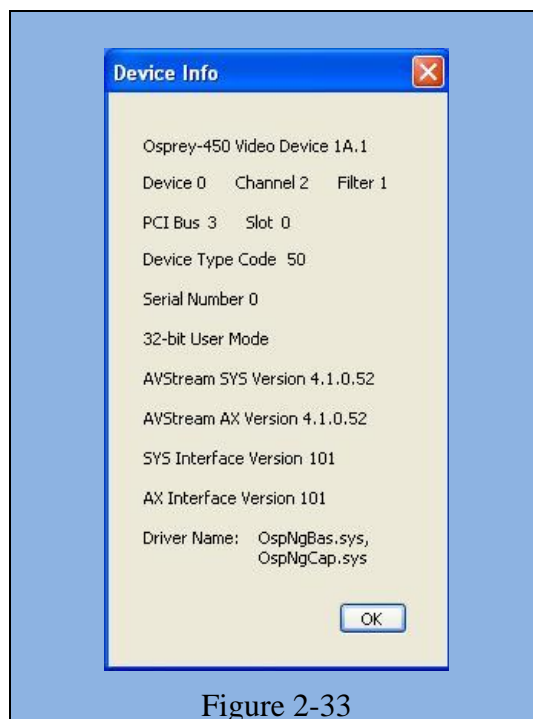 Device Info
Osprey-450 Video Device 1A.1
Device 0 Channel 2 Filter 1
PCI Bus 3 Slot 0
Device Type Code 50
Serial Number 0
32-bit User Mode
AVStream SYS Version 4.1.0.52
AVStream AX Version 4.1.0.52
SYS Interface Version 101
AX Interface Version 101
Driver Name: OspNgBas.sys,
OspNgCap.sys
OK
Figure 2-33